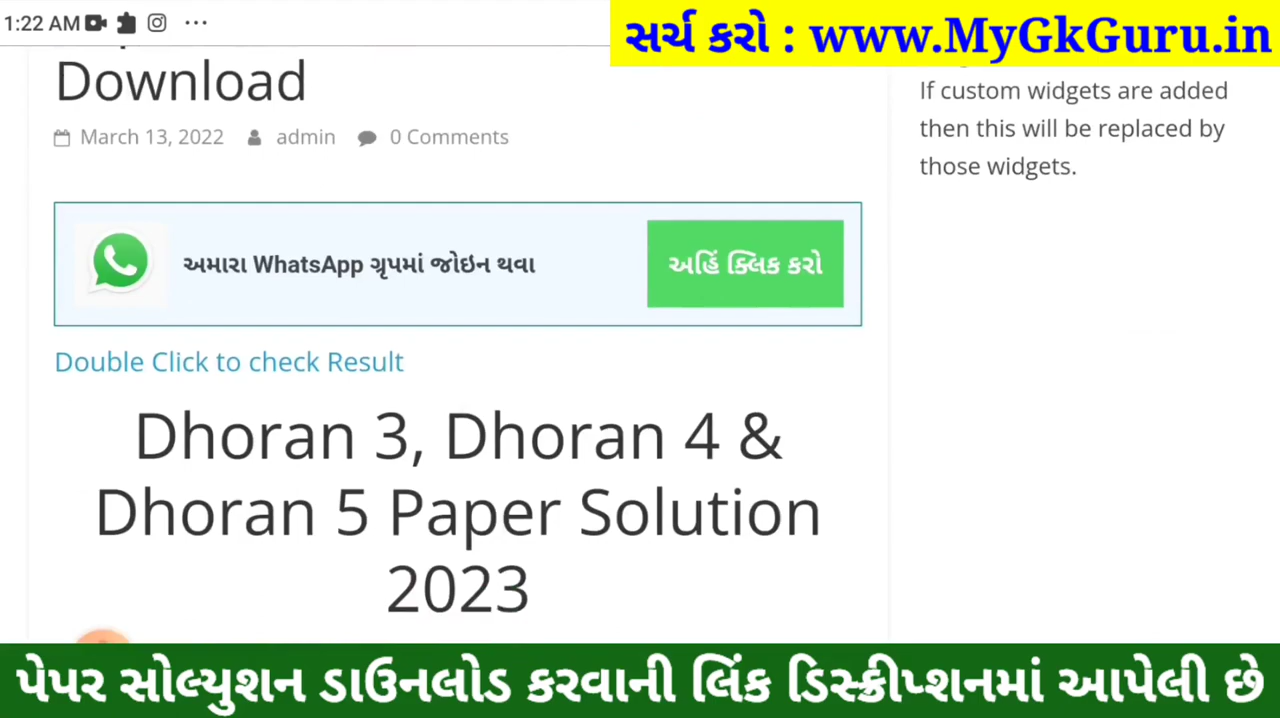 1:22 AM
સર્ચ કરો : www.MyGkGuru.in
Download
March 13, 2022 admin 0 Comments
If custom widgets are added
then this will be replaced by
those widgets.
અમારા WhatsApp ગ્રુપમાં જોઇન થવા
અહિં ક્લિક કરો
Double Click to check Result
Dhoran 3, Dhoran 4 &
Dhoran 5 Paper Solution
2023
પેપર સોલ્યુશન ડાઉનલોડ કરવાની લિંક ડિસ્ક્રીપ્શનમાં આપેલી છે